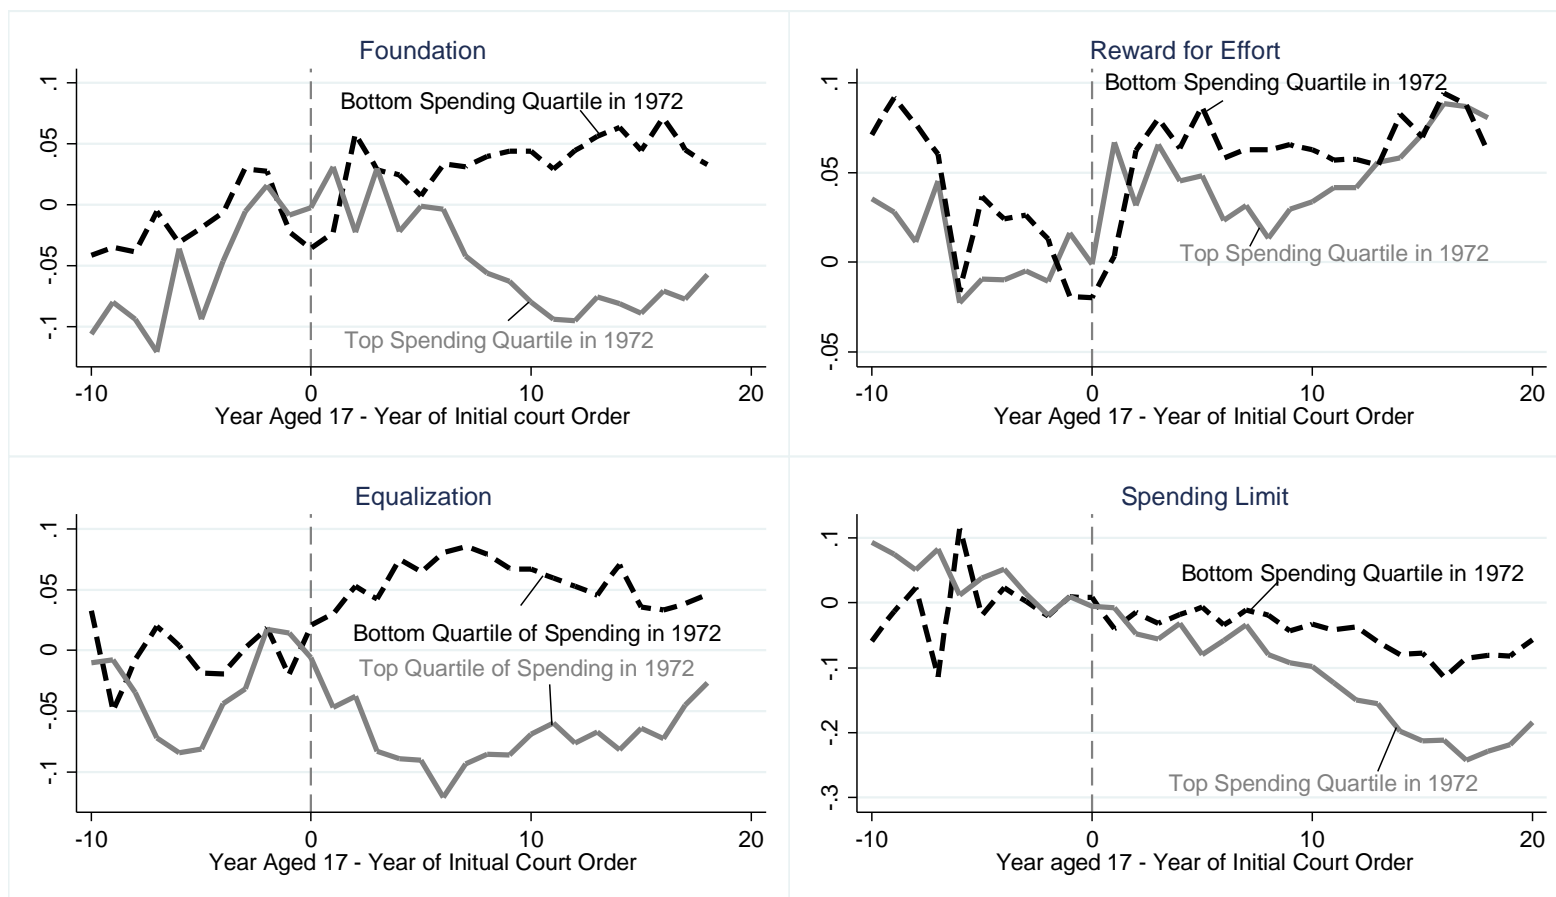 Foundation
.1
.05
0
-.05
-.1
Bottom Spending Quartile in 1972
Top Spending Quartile in 1972
-10 0 10 20
Year Aged 17 - Year of Initial court Order
Reward for Effort
.1
.05
0
-.05
Bottom Spending Quartile in 1972
Top Spending Quartile in 1972
-10 0 10 20
Year Aged 17 - Year of Initial Court Order
Equalization
.1
.05
0
-.05
-.1
Bottom Quartile of Spending in 1972
Top Quartile of Spending in 1972
-10 0 10 20
Year Aged 17 - Year of Initual Court Order
Spending Limit
.1
0
-.1
-.2
-.3
Bottom Spending Quartile in 1972
Top Spending Quartile in 1972
-10 0 10 20
Year aged 17 - Year of Initial Court Order